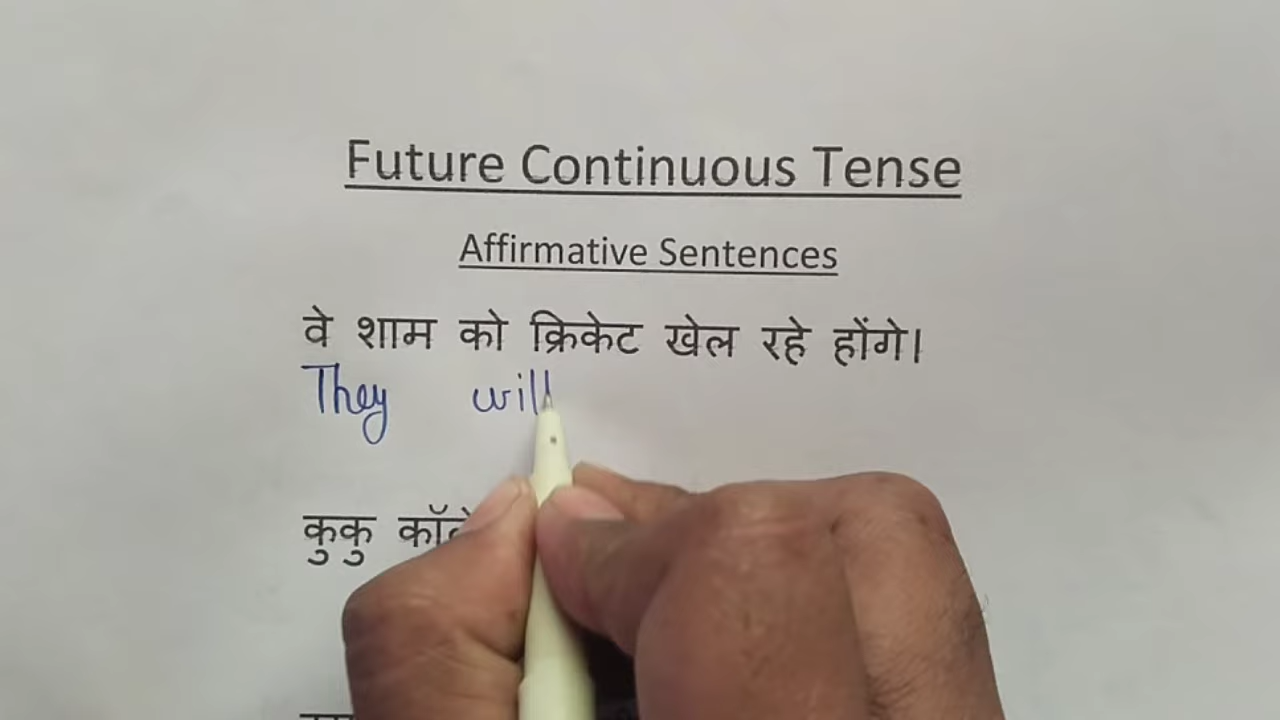 Future Continuous Tense
Affirmative Sentences
वे शाम को क्रिकेट खेल रहे होंगे।
They will
कुकु